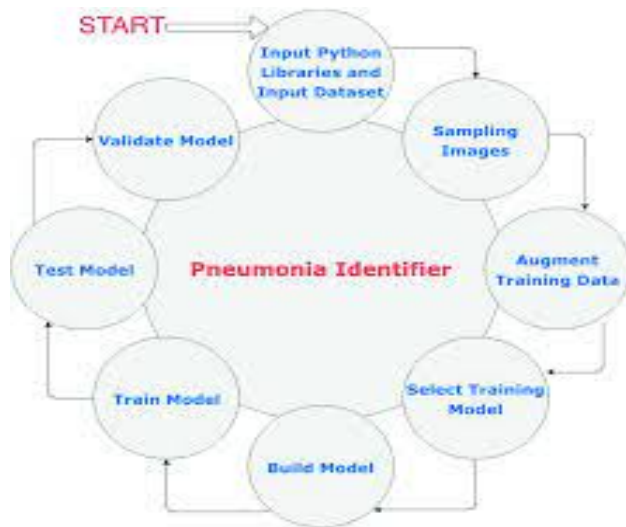 START
Input Python
Libraries and
Input Dataset
Sampling
Images
Augment
Training Data
Select Training
Model
Build Model
Train Model
Test Model
Validate Model
Pneumonia Identifier